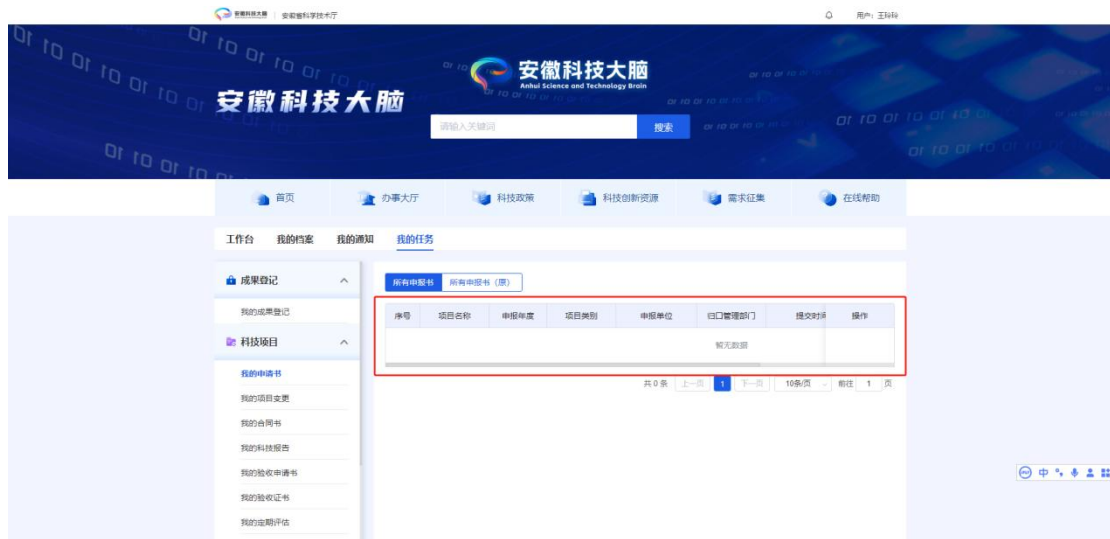 安徽科技大脑 安徽省科学技术厅 用户：王玲玲
安徽科技大脑
安徽科技大脑
Anhui Science and Technology Brain
请输入关键词 搜索
首页 办事大厅 科技政策 科技创新资源 需求征集 在线帮助
工作台 我的档案 我的通知 我的任务
成果登记
我的成果登记
科技项目
我的申请书
我的项目变更
我的合同书
我的科技报告
我的验收申请书
我的验收证书
我的定期评估
所有申报书 所有申报书（原）
序号 项目名称 申报年度 项目类别 申报单位 归口管理部门 提交时间 操作
暂无数据
共 0 条 上一页 1 下一页 10条/页 前往 1 页
中